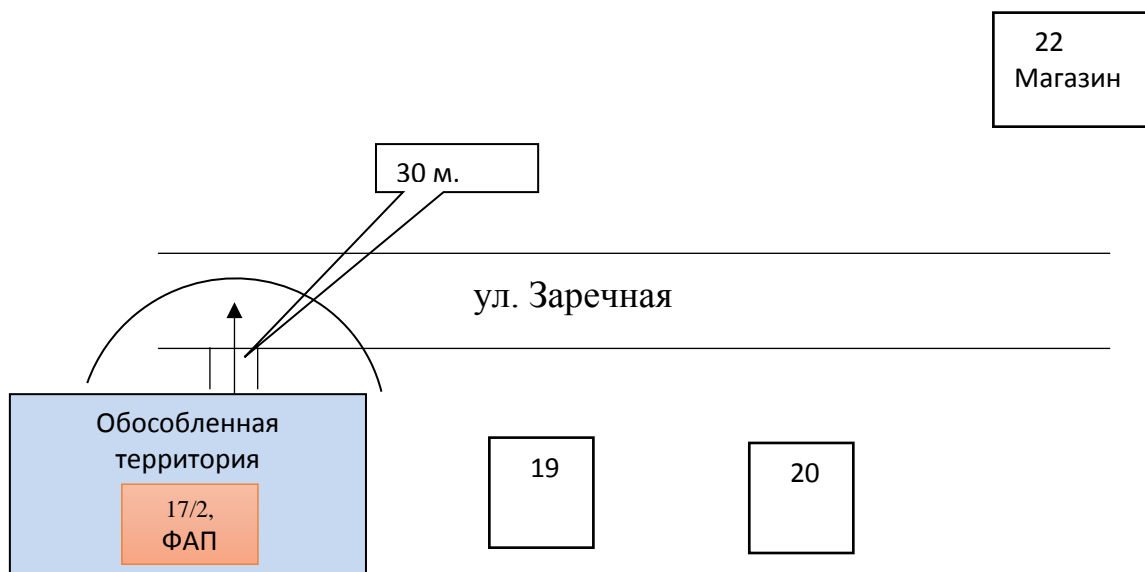 22
Магазин
30 м.
ул. Заречная
Обособленная
территория
17/2,
ФАП
19
20